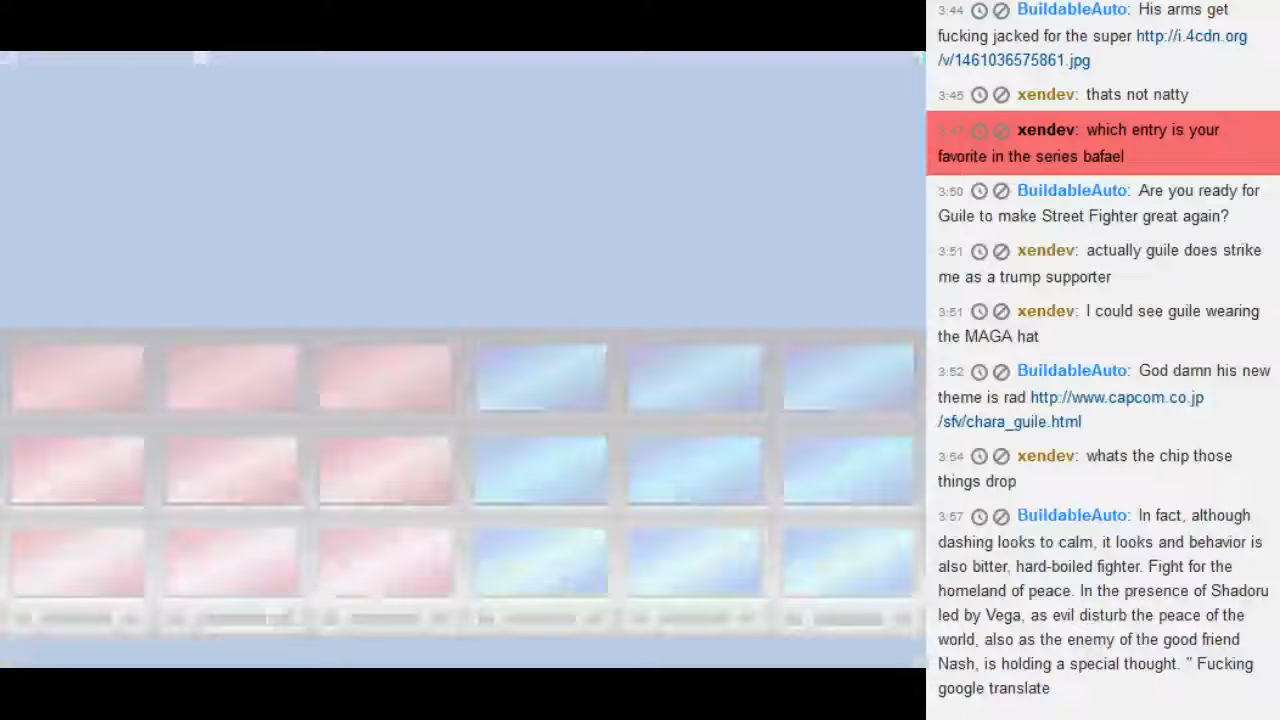 3:44 BuildableAuto: His arms get
fucking jacked for the super http://i.4cdn.org
/v/1461036575861.jpg
3:45 xendev: thats not natty
3:47 xendev: which entry is your
favorite in the series bafael
3:50 BuildableAuto: Are you ready for
Guile to make Street Fighter great again?
3:51 xendev: actually guile does strike
me as a trump supporter
3:51 xendev: I could see guile wearing
the MAGA hat
3:52 BuildableAuto: God damn his new
theme is rad http://www.capcom.co.jp
/sfv/chara_guile.html
3:54 xendev: whats the chip those
things drop
3:57 BuildableAuto: In fact, although
dashing looks to calm, it looks and behavior is
also bitter, hard-boiled fighter. Fight for the
homeland of peace. In the presence of Shadoru
led by Vega, as evil disturb the peace of the
world, also as the enemy of the good friend
Nash, is holding a special thought. " Fucking
google translate